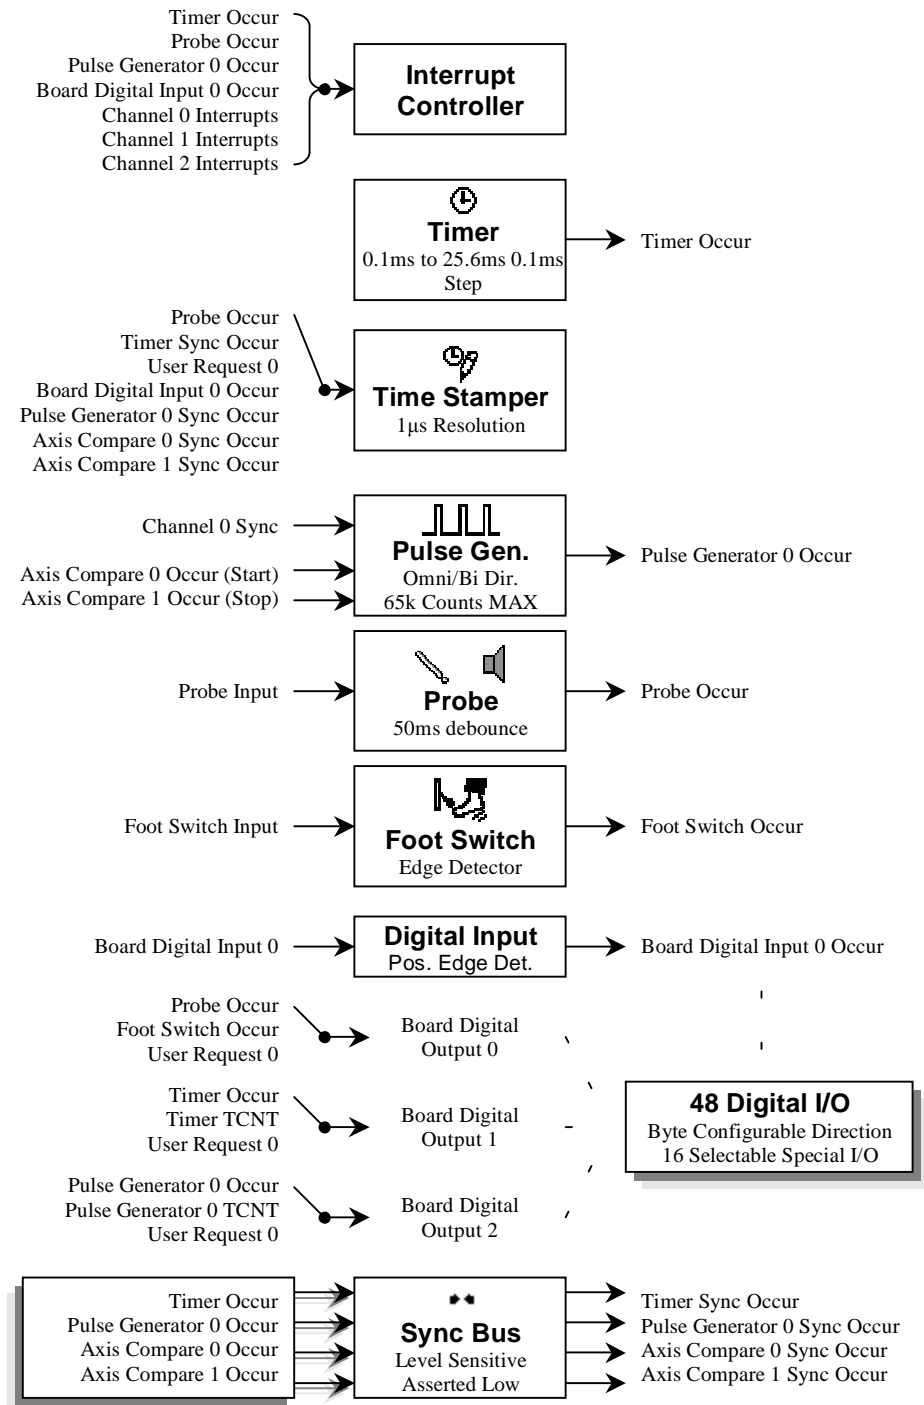 Timer Occur
Probe Occur
Pulse Generator 0 Occur
Board Digital Input 0 Occur
Channel 0 Interrupts
Channel 1 Interrupts
Channel 2 Interrupts
Interrupt
Controller
Timer
0.1ms to 25.6ms 0.1ms
Step
Timer Occur
Probe Occur
Timer Sync Occur
User Request 0
Board Digital Input 0 Occur
Pulse Generator 0 Sync Occur
Axis Compare 0 Sync Occur
Axis Compare 1 Sync Occur
Time Stamper
1µs Resolution
Channel 0 Sync
Axis Compare 0 Occur (Start)
Axis Compare 1 Occur (Stop)
Pulse Gen.
Omni/Bi Dir.
65k Counts MAX
Pulse Generator 0 Occur
Probe Input
Probe
50ms debounce
Probe Occur
Foot Switch Input
Foot Switch
Edge Detector
Foot Switch Occur
Board Digital Input 0
Digital Input
Pos. Edge Det.
Board Digital Input 0 Occur
Probe Occur
Foot Switch Occur
User Request 0
Board Digital
Output 0
Timer Occur
Timer TCNT
User Request 0
Board Digital
Output 1
48 Digital I/O
Byte Configurable Direction
16 Selectable Special I/O
Pulse Generator 0 Occur
Pulse Generator 0 TCNT
User Request 0
Board Digital
Output 2
Timer Occur
Pulse Generator 0 Occur
Axis Compare 0 Occur
Axis Compare 1 Occur
Sync Bus
Level Sensitive
Asserted Low
Timer Sync Occur
Pulse Generator 0 Sync Occur
Axis Compare 0 Sync Occur
Axis Compare 1 Sync Occur